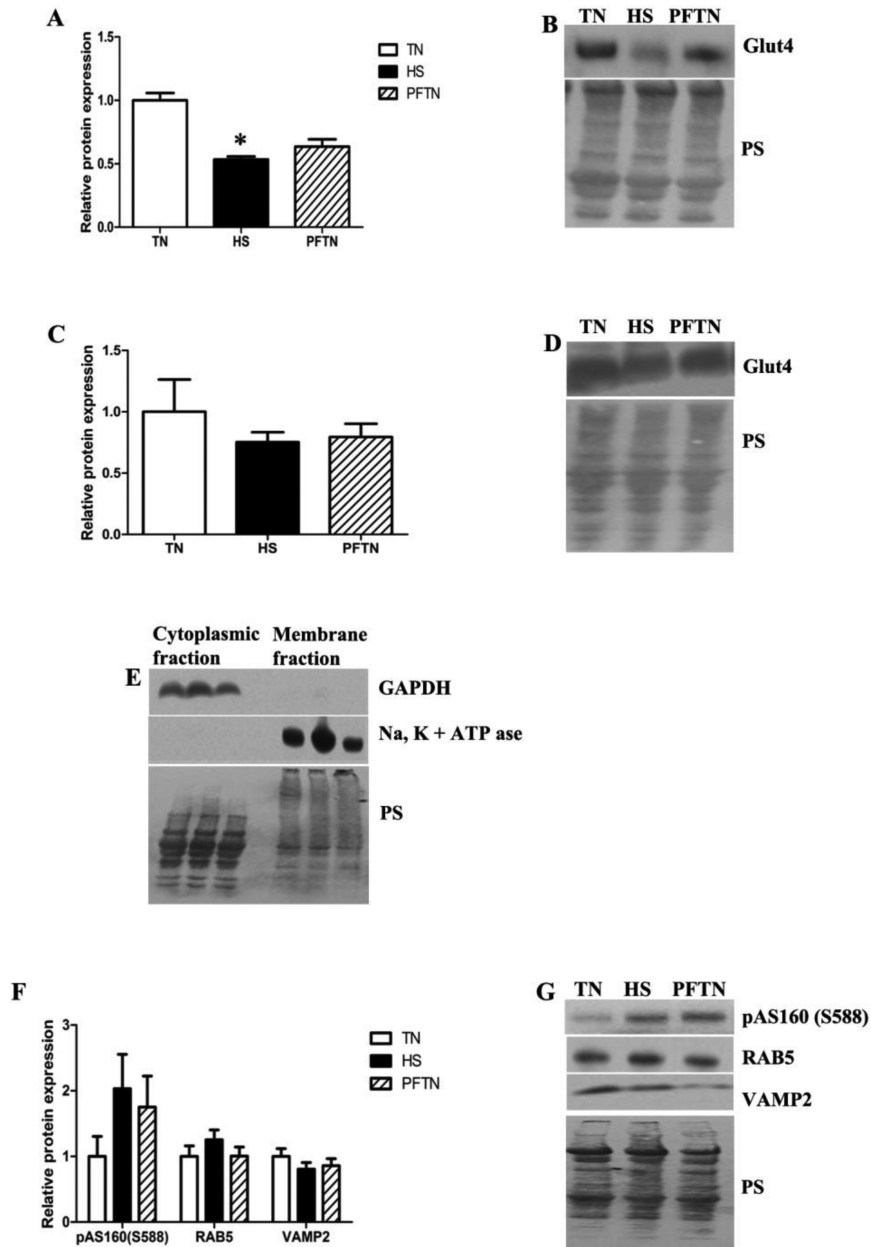 A
Relative protein expression
1.5
1.0
0.5
0.0
*
TN
HS
PFTN
TN
HS
PFTN
B
TN HS PFTN
Glut4
PS
C
Relative protein expression
1.5
1.0
0.5
0.0
TN
HS
PFTN
D
TN HS PFTN
Glut4
PS
E
Cytoplasmic
fraction
Membrane
fraction
GAPDH
Na, K + ATP ase
PS
F
Relative protein expression
3
2
1
0
TN
HS
PFTN
pAS160(S588)
RAB5
VAMP2
G
TN HS PFTN
pAS160 (S588)
RAB5
VAMP2
PS